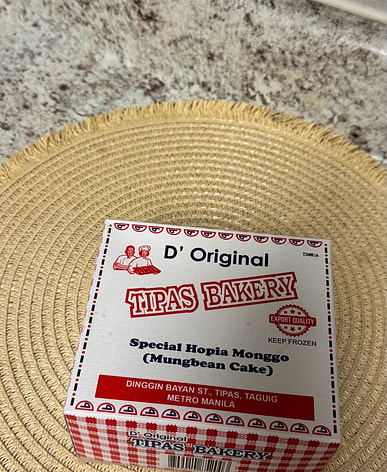 D' Original
TIPAS BAKERY
EXPORT QUALITY
KEEP FROZEN
Special Hopia Monggo
(Mungbean Cake)
DINGGIN BAYAN ST., TIPAS, TAGUIG
METRO MANILA
D' Original
TIPAS BAKERY